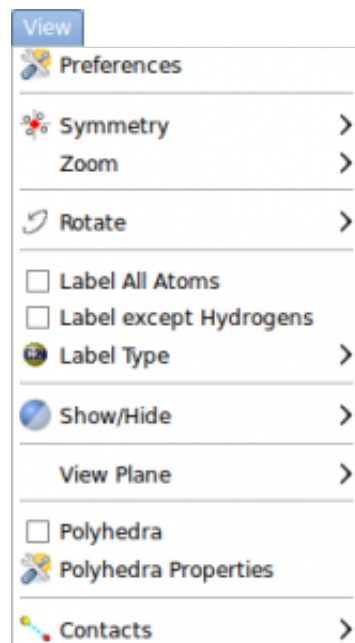 View
Preferences
Symmetry
Zoom
Rotate
Label All Atoms
Label except Hydrogens
Label Type
Show/Hide
View Plane
Polyhedra
Polyhedra Properties
Contacts